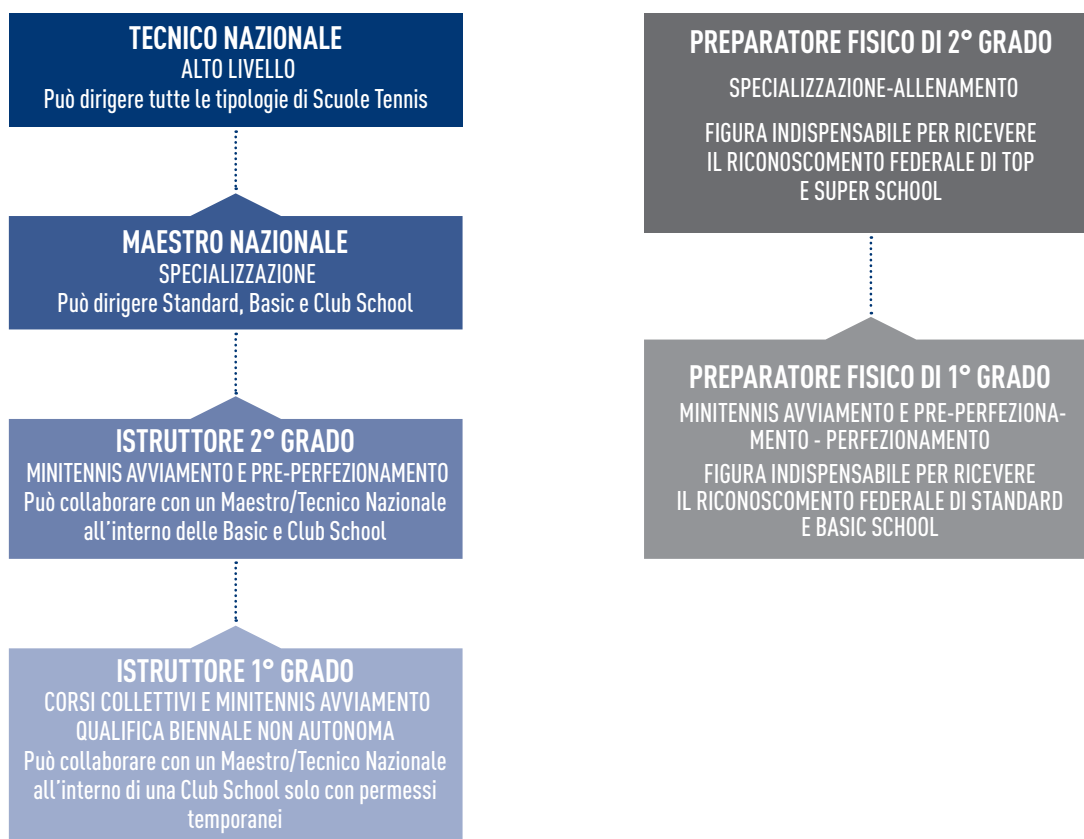 TECNICO NAZIONALE
ALTO LIVELLO
Può dirigere tutte le tipologie di Scuole Tennis
MAESTRO NAZIONALE
SPECIALIZZAZIONE
Può dirigere Standard, Basic e Club School
ISTRUTTORE 2° GRADO
MINITENNIS AVVIAMENTO E PRE-PERFEZIONAMENTO
Può collaborare con un Maestro/Tecnico Nazionale
all'interno delle Basic e Club School
ISTRUTTORE 1° GRADO
CORSI COLLETTIVI E MINITENNIS AVVIAMENTO
QUALIFICA BIENNALE NON AUTONOMA
Può collaborare con un Maestro/Tecnico Nazionale
all'interno di una Club School solo con permessi
temporanei
PREPARATORE FISICO DI 2° GRADO
SPECIALIZZAZIONE-ALLENAMENTO
FIGURA INDISPENSABILE PER RICEVERE
IL RICONOSCOMENTO FEDERALE DI TOP
E SUPER SCHOOL
PREPARATORE FISICO DI 1° GRADO
MINITENNIS AVVIAMENTO E PRE-PERFEZIONA-
MENTO - PERFEZIONAMENTO
FIGURA INDISPENSABILE PER RICEVERE
IL RICONOSCOMENTO FEDERALE DI STANDARD
E BASIC SCHOOL